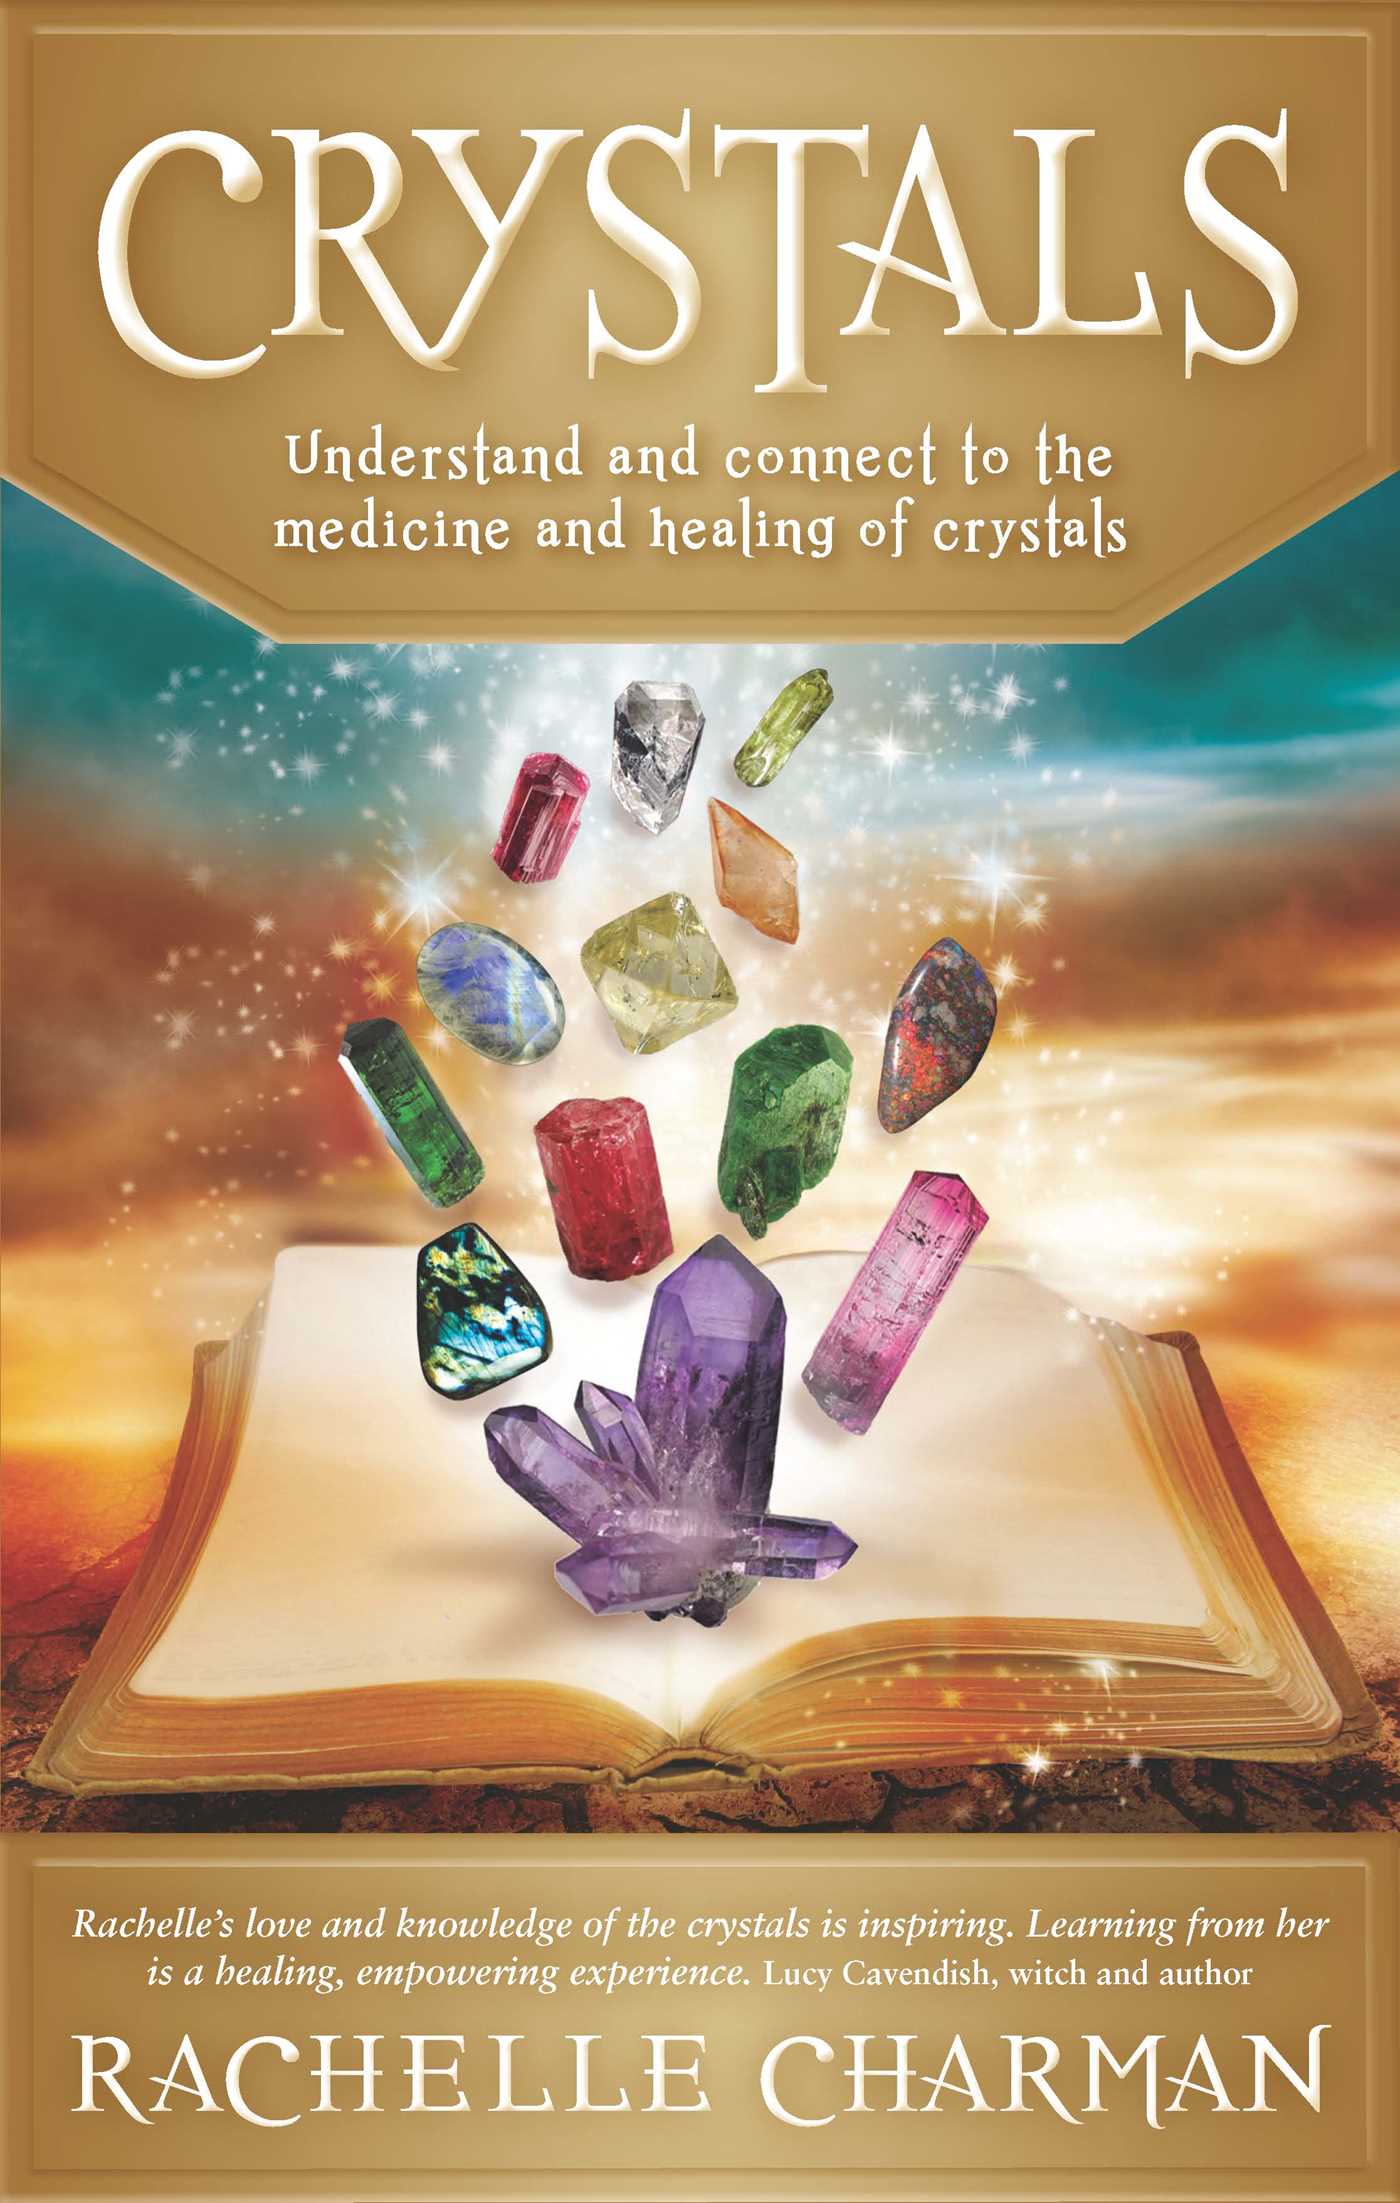 CRYSTALS
Understand and connect to the
medicine and healing of crystals
Rachelle's love and knowledge of the crystals is inspiring. Learning from her
is a healing, empowering experience. Lucy Cavendish, witch and author
RACHELLE CHARMAN